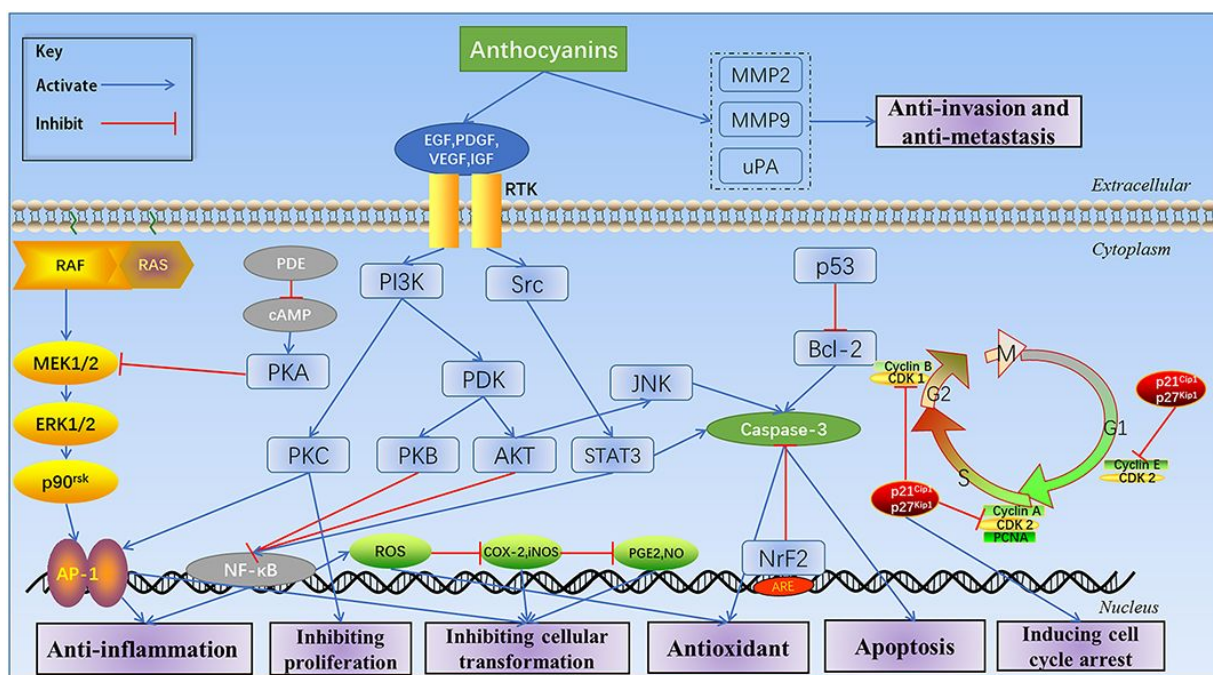 Key
Activate
Inhibit
Anthocyanins
MMP2
MMP9
uPA
Anti-invasion and
anti-metastasis
EGF,PDGF,
VEGF,IGF
RTK
Extracellular
Cytoplasm
RAF
RAS
PDE
cAMP
PKA
PI3K
Src
p53
Bcl-2
MEK1/2
ERK1/2
p90rsk
PDK
JNK
PKC
PKB
AKT
STAT3
Caspase-3
Cyclin B
CDK 1
G2
M
G1
S
p21Cip1
p27Kip1
Cyclin E
CDK 2
p21Cip1
p27Kip1
Cyclin A
CDK 2
PCNA
AP-1
NF-κB
ROS
COX-2,iNOS
PGE2,NO
NrF2
ARE
Nucleus
Anti-inflammation
Inhibiting
proliferation
Inhibiting cellular
transformation
Antioxidant
Apoptosis
Inducing cell
cycle arrest